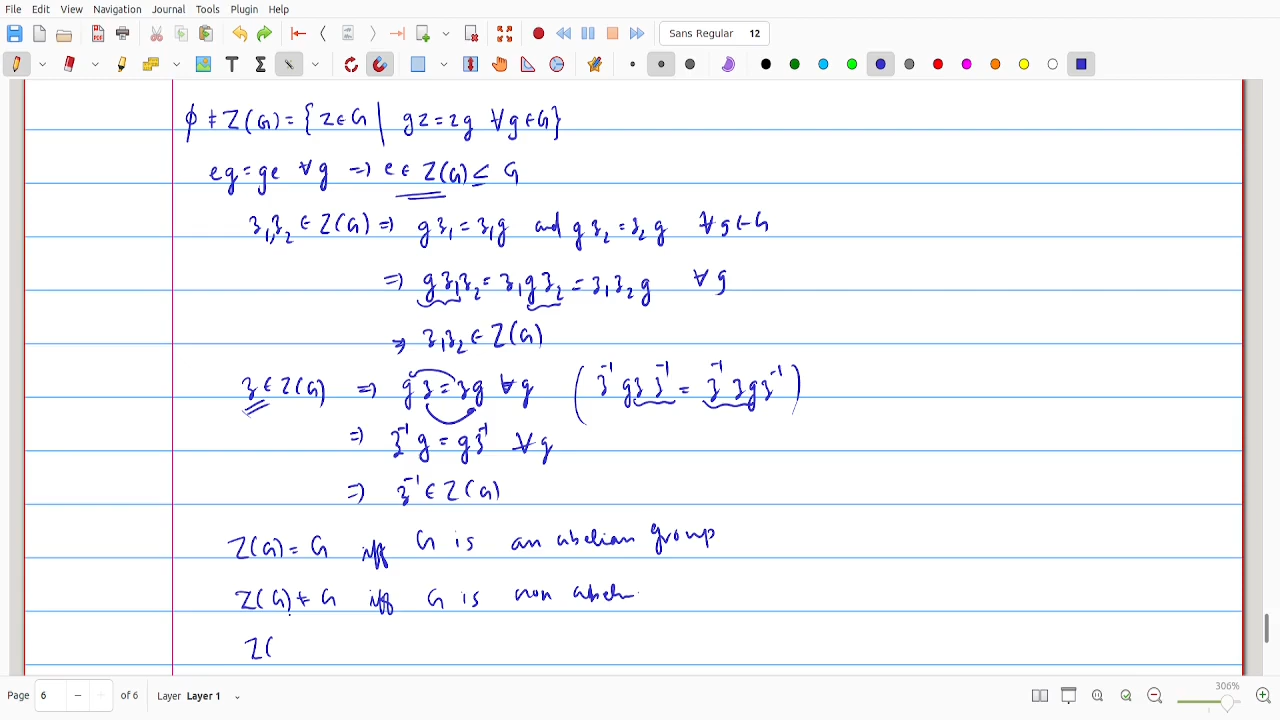 File Edit View Navigation Journal Tools Plugin Help
Sans Regular 12
φ ≠ Z(G) = { z∈G | gz = zg ∀g∈G}
eg = ge ∀g ⇒ e ∈ Z(G) ≤ G
z₁,z₂ ∈ Z(G) ⇒ gz₁ = z₁g and gz₂ = z₂g ∀g∈G
⇒ gz₁z₂ = z₁gz₂ = z₁z₂g ∀g
⇒ z₁z₂ ∈ Z(G)
z ∈ Z(G) ⇒ gz = zg ∀g (z⁻¹gzz⁻¹ = z⁻¹zgz⁻¹)
⇒ z⁻¹g = gz⁻¹ ∀g
⇒ z⁻¹ ∈ Z(G)
Z(G) = G iff G is an abelian group
Z(G) ≠ G iff G is non abeln
Z(
Page 6 of 6 Layer Layer 1 306%